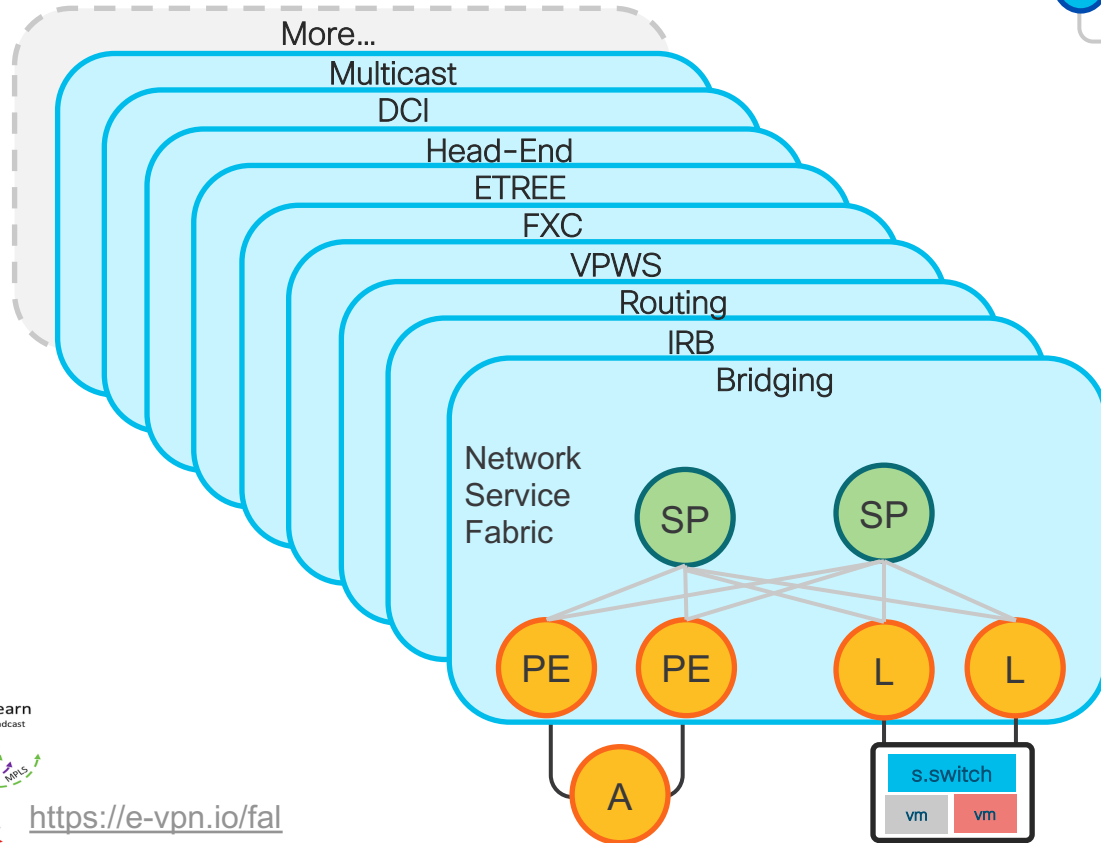 More...
Multicast
DCI
Head-End
ETREE
FXC
VPWS
Routing
IRB
Bridging
Network
Service
Fabric
SP
SP
PE
PE
L
L
A
s.switch
vm
vm
MPLS
https://e-vpn.io/fal